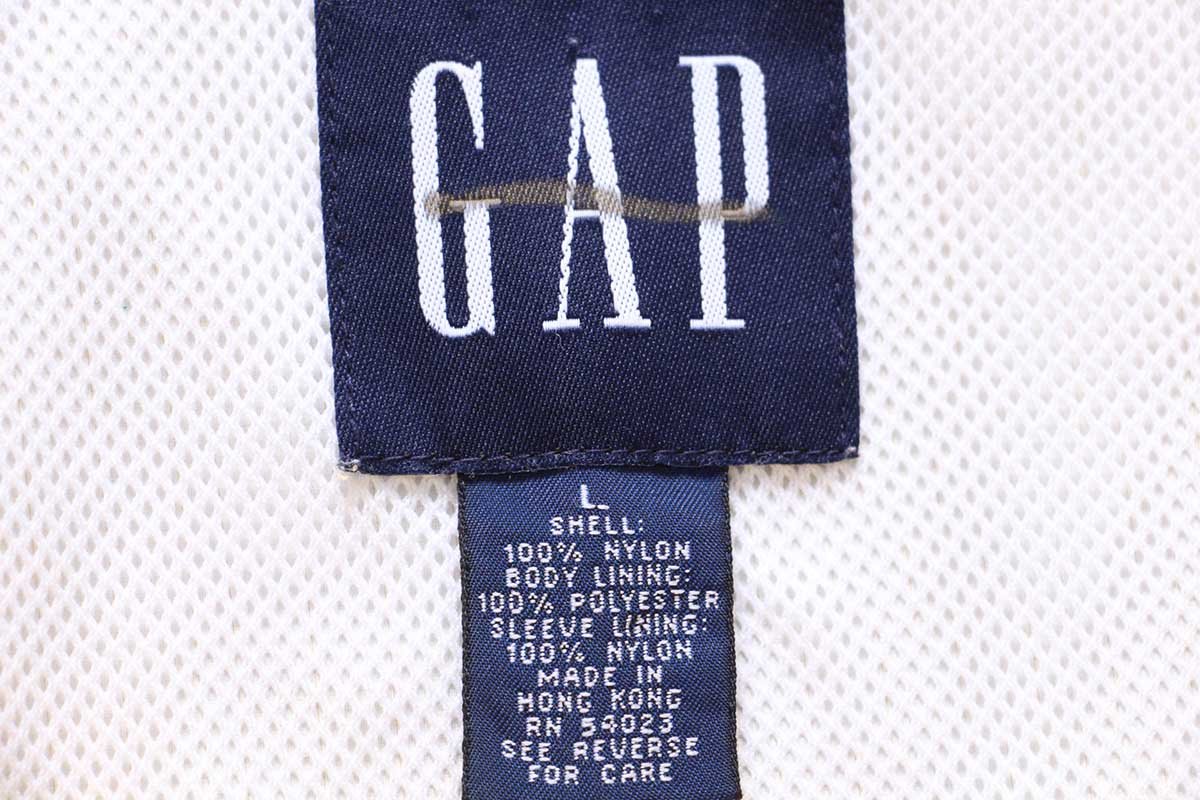 GAP
L
SHELL:
100% NYLON
BODY LINING:
100% POLYESTER
SLEEVE LINING:
100% NYLON
MADE IN
HONG KONG
RN 54023
SEE REVERSE
FOR CARE